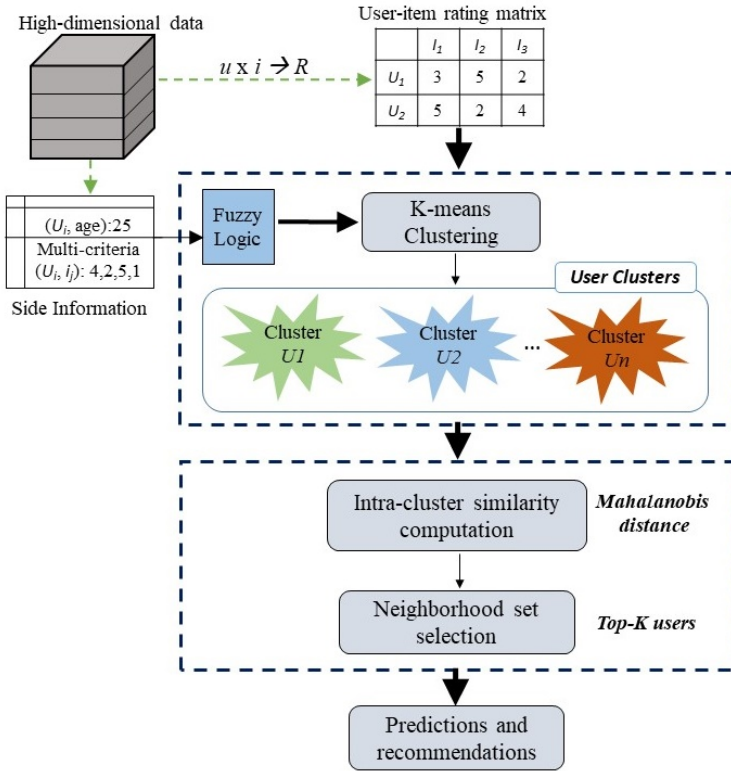 High-dimensional data
User-item rating matrix
u x i → R
I1 I2 I3
U1 3 5 2
U2 5 2 4
(Ui, age):25
Multi-criteria
(Ui, ij): 4,2,5,1
Side Information
Fuzzy
Logic
K-means
Clustering
User Clusters
Cluster
U1
Cluster
U2
...
Cluster
Un
Intra-cluster similarity
computation
Mahalanobis
distance
Neighborhood set
selection
Top-K users
Predictions and
recommendations